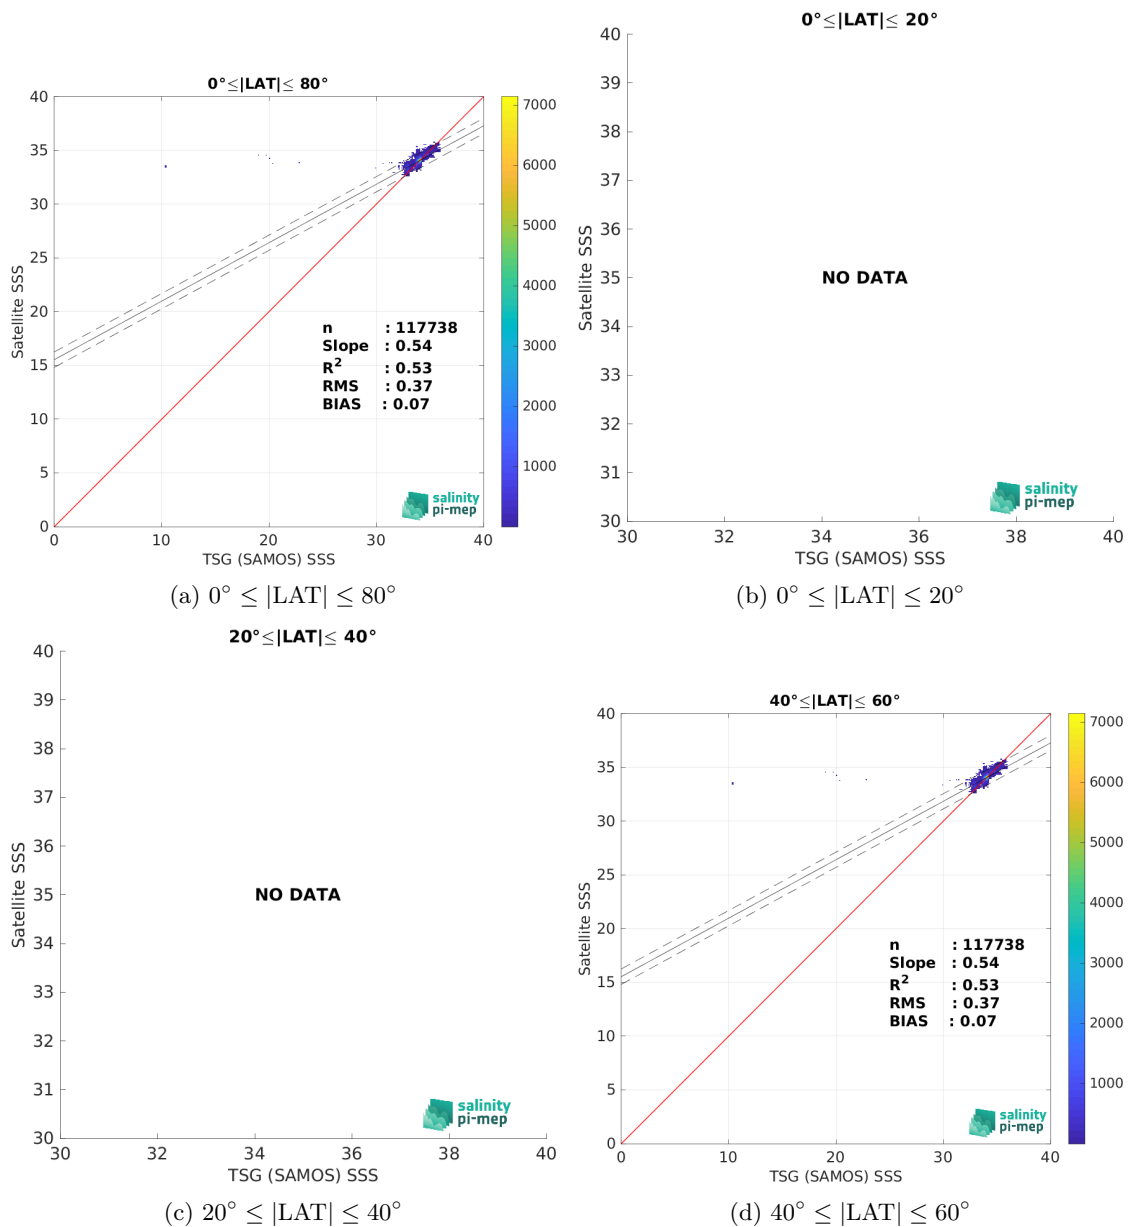 0°≤|LAT|≤ 80°
Satellite SSS
40
35
30
25
20
15
10
5
0
0 10 20 30 40
TSG (SAMOS) SSS
7000
6000
5000
4000
3000
2000
1000
n : 117738
Slope : 0.54
R² : 0.53
RMS : 0.37
BIAS : 0.07
salinity
pi-mep
(a) 0° ≤ |LAT| ≤ 80°
0°≤|LAT|≤ 20°
Satellite SSS
40
39
38
37
36
35
34
33
32
31
30
NO DATA
salinity
pi-mep
30 32 34 36 38 40
TSG (SAMOS) SSS
(b) 0° ≤ |LAT| ≤ 20°
20°≤|LAT|≤ 40°
Satellite SSS
40
39
38
37
36
35
34
33
32
31
30
NO DATA
salinity
pi-mep
30 32 34 36 38 40
TSG (SAMOS) SSS
(c) 20° ≤ |LAT| ≤ 40°
40°≤|LAT|≤ 60°
Satellite SSS
40
35
30
25
20
15
10
5
0
0 10 20 30 40
TSG (SAMOS) SSS
7000
6000
5000
4000
3000
2000
1000
n : 117738
Slope : 0.54
R² : 0.53
RMS : 0.37
BIAS : 0.07
salinity
pi-mep
(d) 40° ≤ |LAT| ≤ 60°